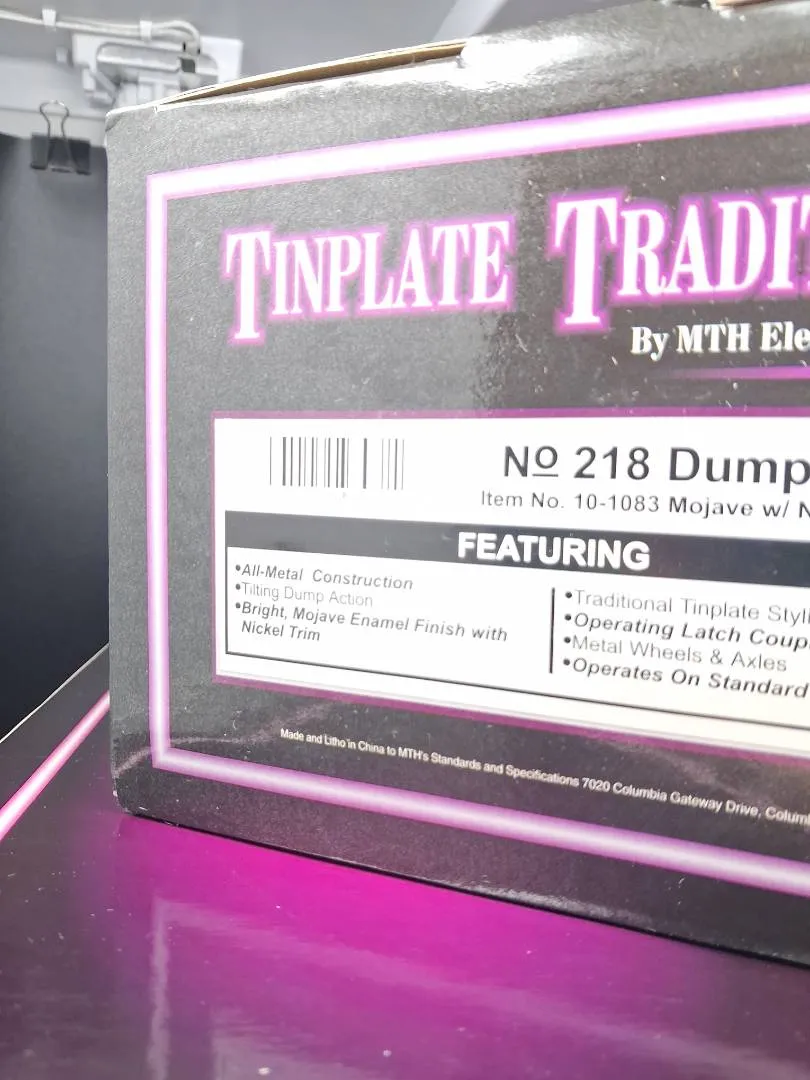 TINPLATE TRADI
By MTH Ele
Nº 218 Dump
Item No. 10-1083 Mojave w/ N
FEATURING
•All-Metal Construction
•Tilting Dump Action
•Bright, Mojave Enamel Finish with
Nickel Trim
•Traditional Tinplate Styli
•Operating Latch Coup
•Metal Wheels & Axles
•Operates On Standard
Made and Litho in China to MTH's Standards and Specifications 7020 Columbia Gateway Drive, Columb